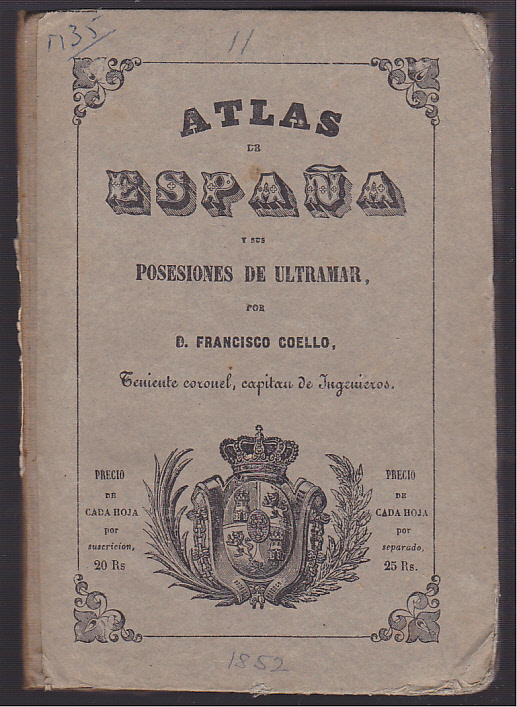 1135
11
ATLAS
DE
ESPAÑA
Y SUS
POSESIONES DE ULTRAMAR,
POR
D. FRANCISCO COELLO,
Teniente coronel, capitan de Ingenieros.
PRECIO
DE
CADA HOJA
por
suscricion,
20 Rs
PRECIO
DE
CADA HOJA
por
separado,
25 Rs.
1852